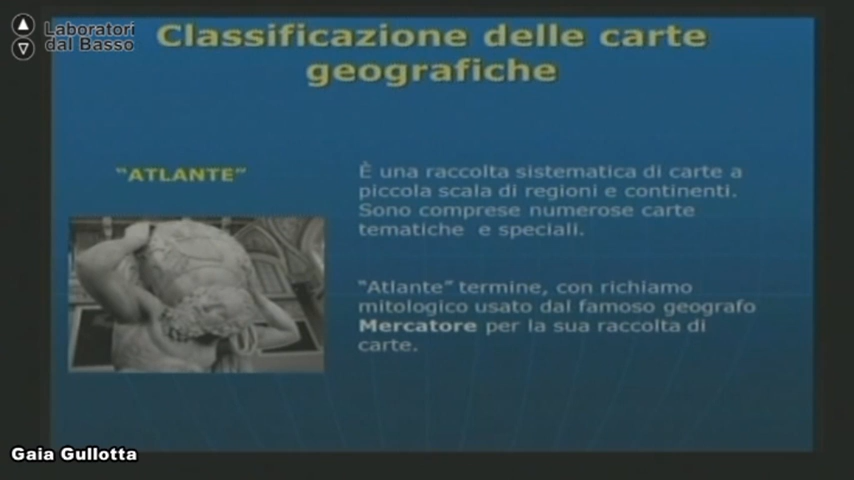 Laboratori
dal Basso
Classificazione delle carte
geografiche
“ATLANTE”
È una raccolta sistematica di carte a
piccola scala di regioni e continenti.
Sono comprese numerose carte
tematiche e speciali.
“Atlante” termine, con richiamo
mitologico usato dal famoso geografo
Mercatore per la sua raccolta di
carte.
Gaia Gullotta